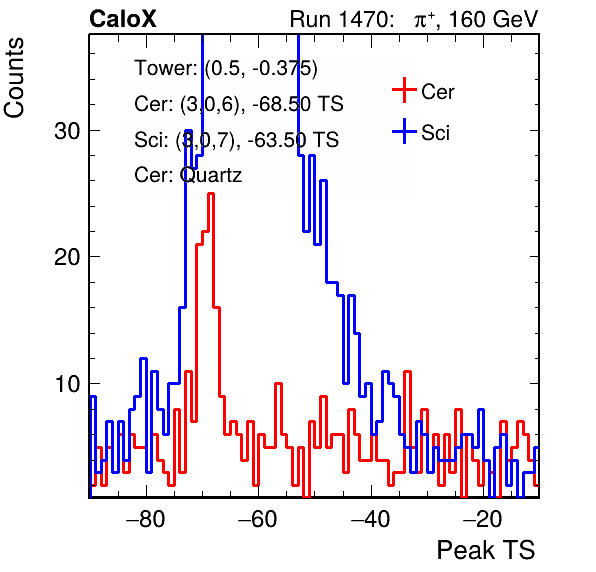 CaloX Run 1470: π⁺, 160 GeV
Counts
Tower: (0.5, -0.375)
Cer: (3,0,6), -68.50 TS
Sci: (3,0,7), -63.50 TS
Cer: Quartz
Cer
Sci
30
20
10
−80 −60 −40 −20
Peak TS